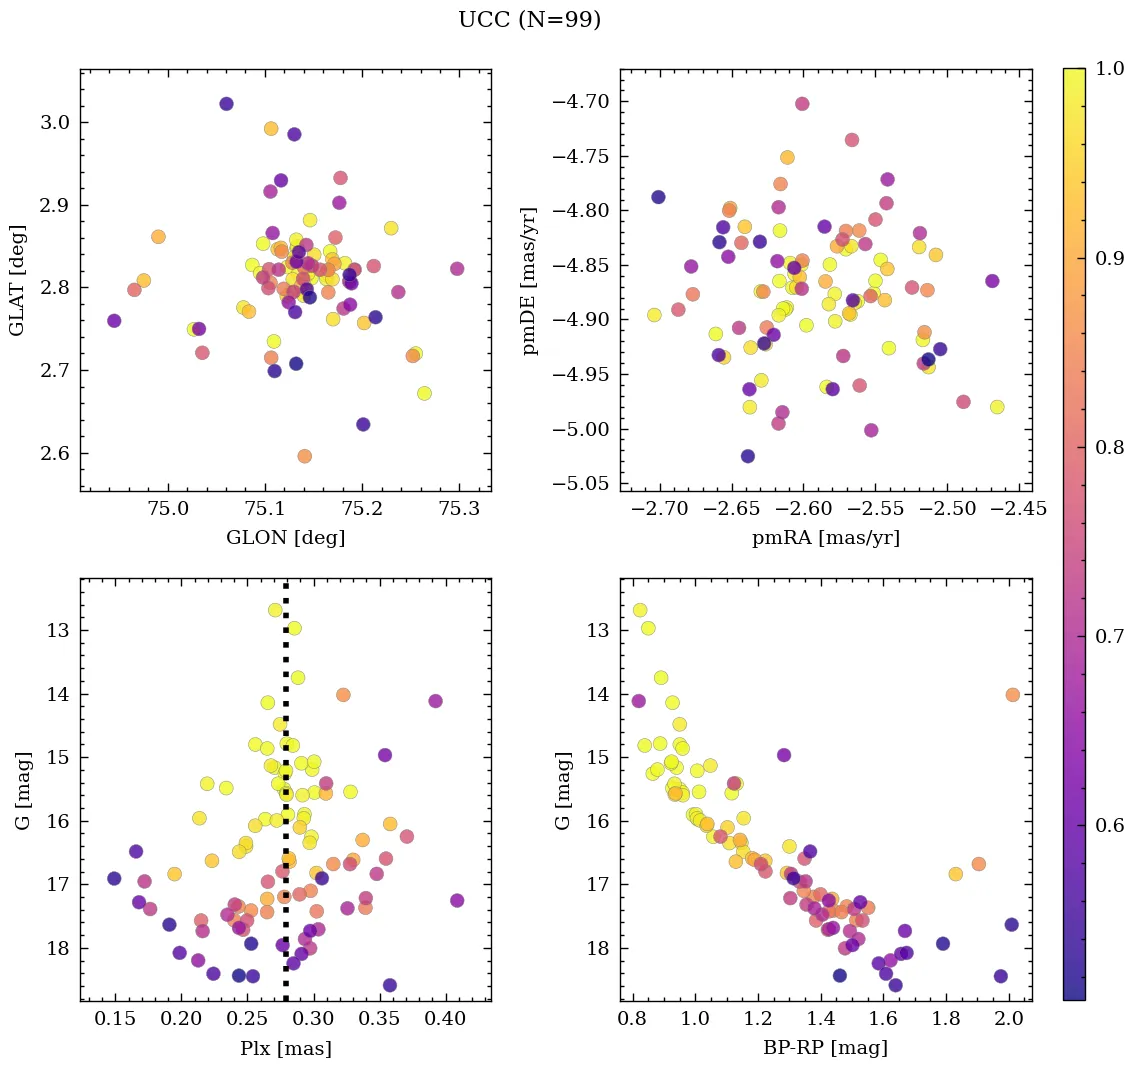 UCC (N=99)
3.0
2.9
2.8
2.7
2.6
GLAT [deg]
75.0 75.1 75.2 75.3
GLON [deg]
−4.70
−4.75
−4.80
−4.85
−4.90
−4.95
−5.00
−5.05
pmDE [mas/yr]
−2.70 −2.65 −2.60 −2.55 −2.50 −2.45
pmRA [mas/yr]
1.0
0.9
0.8
0.7
0.6
13
14
15
16
17
18
G [mag]
0.15 0.20 0.25 0.30 0.35 0.40
Plx [mas]
13
14
15
16
17
18
G [mag]
0.8 1.0 1.2 1.4 1.6 1.8 2.0
BP-RP [mag]